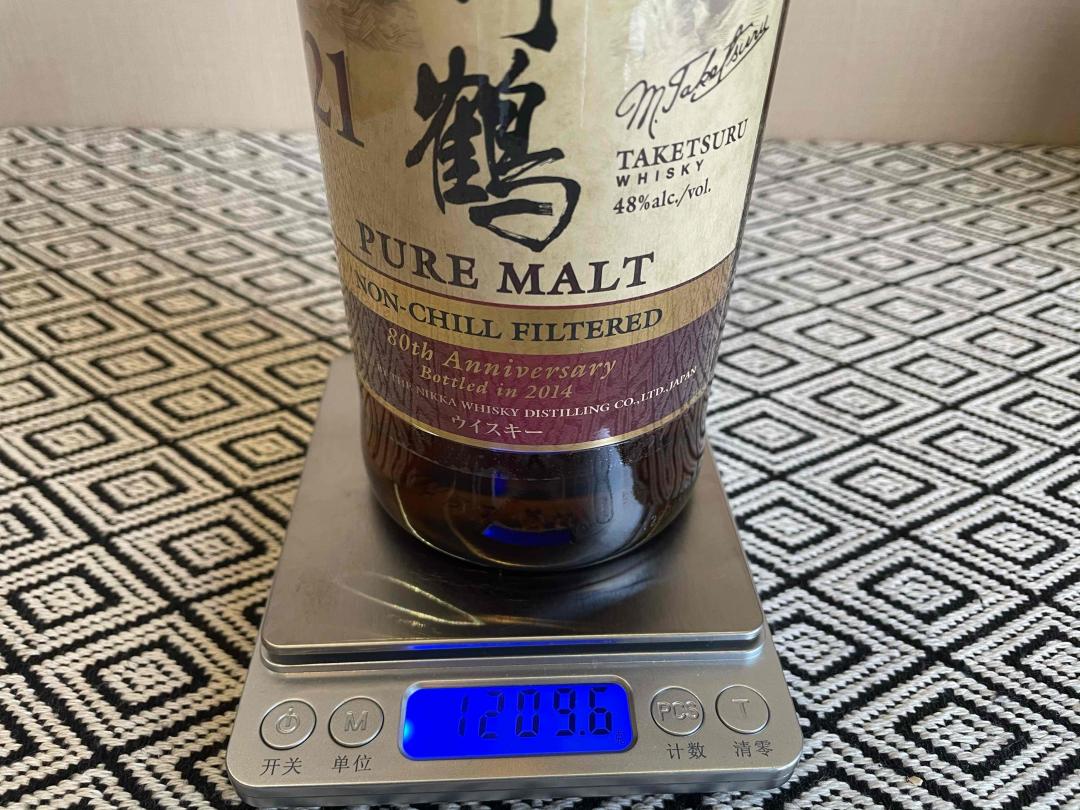 21
鶴
M. Taketsuru
TAKETSURU
WHISKY
48%alc./vol.
PURE MALT
NON-CHILL FILTERED
80th Anniversary
Bottled in 2014
NIKKA WHISKY DISTILLING CO.,LTD.JAPAN
ウイスキー
1209.6
M
PCS
T
开关
单位
计数
清零